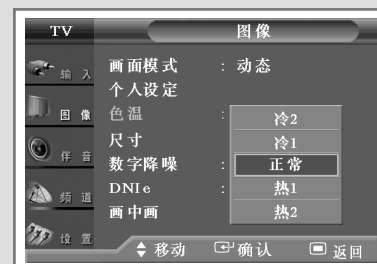 TV 图像
输入 画面模式 : 动态
个人设定
图像 色温 : 冷2
尺寸 冷1
伴音 数字降噪 : 正常
频道 DNIe : 热1
画中画 热2
设置
移动 确认 返回